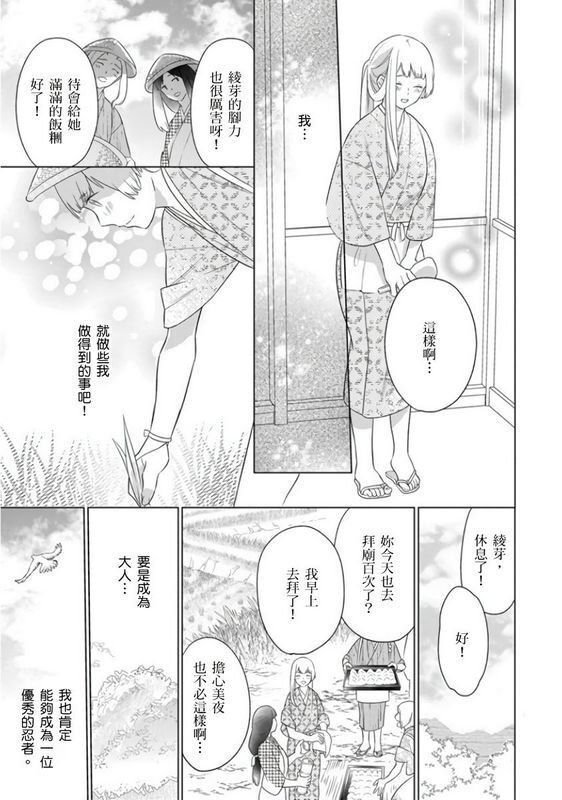 這樣啊…
我…
綾芽的腳力
也很厲害呀！
待會給她
滿滿的飯糰
好了！
就做些我
做得到的事吧！
綾芽，
休息了！
好！
妳今天也去
拜廟百次了？
我早上
去拜了！
擔心美夜
也不必這樣啊…
要是成為
大人…
我也肯定
能夠成為一位
優秀的忍者。